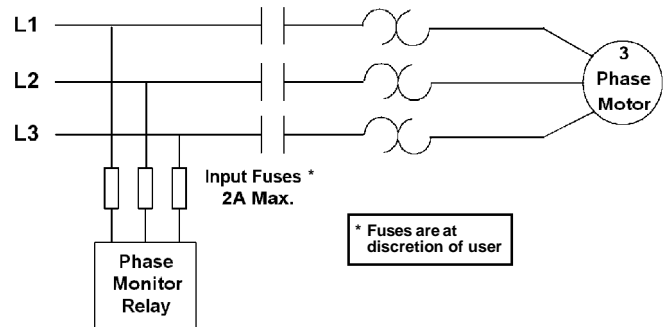 L1
L2
L3
3
Phase
Motor
Input Fuses *
2A Max.
* Fuses are at
discretion of user
Phase
Monitor
Relay